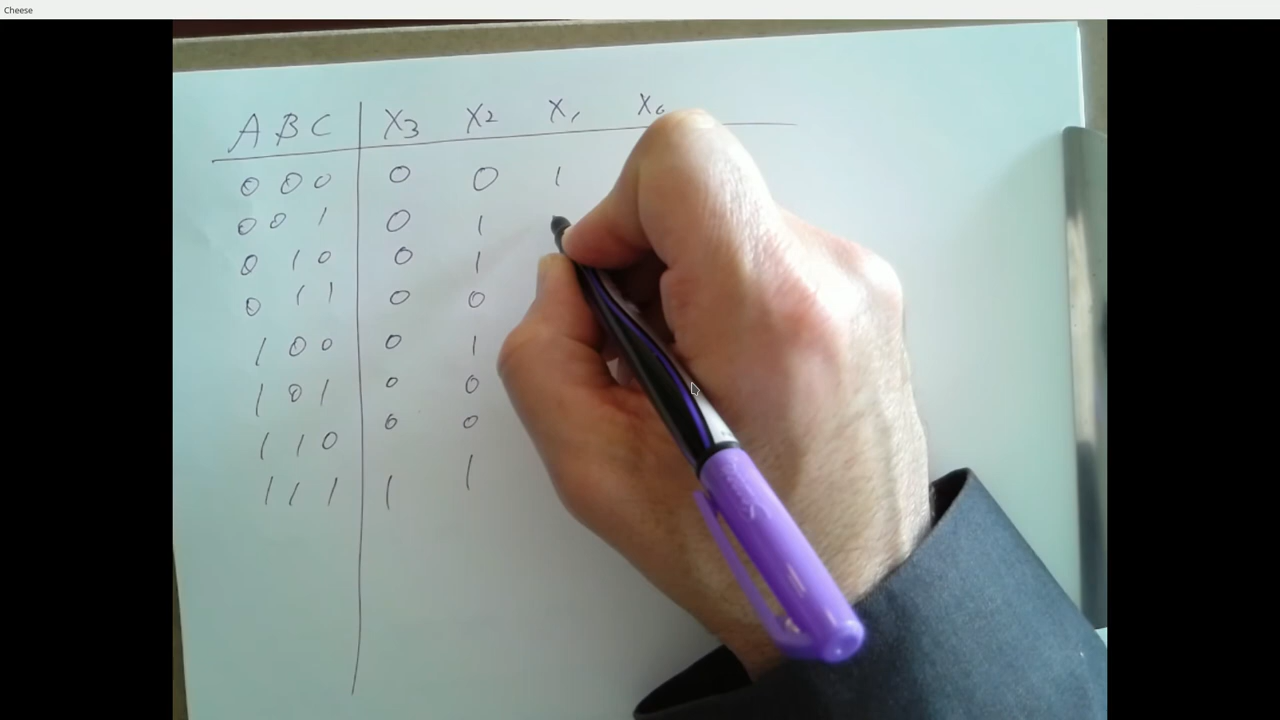 Cheese
A B C X3 X2 X1 X0
0 0 0 0 0 1
0 0 1 0 1
0 1 0 0 1
0 1 1 0 0
1 0 0 0 1
1 0 1 0 0
1 1 0 0 0
1 1 1 1 1